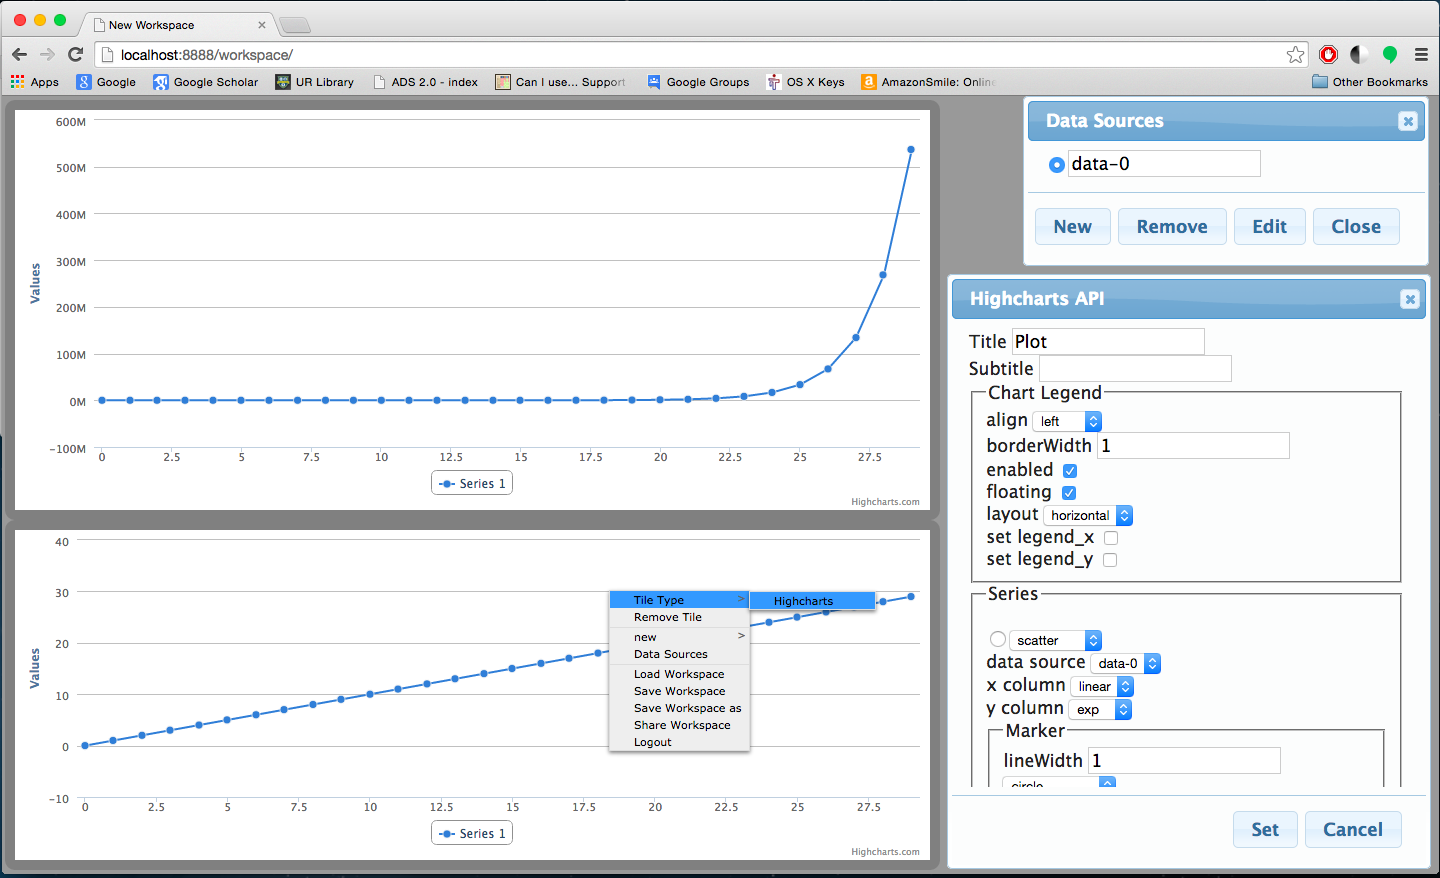 New Workspace
localhost:8888/workspace/
Apps Google Google Scholar UR Library ADS 2.0 - index Can I use... Support Google Groups OS X Keys AmazonSmile: Onlin Other Bookmarks
600M
500M
400M
300M
200M
100M
0M
-100M
Values
0 2.5 5 7.5 10 12.5 15 17.5 20 22.5 25 27.5
Series 1
Highcharts.com
40
30
20
10
0
-10
Values
0 2.5 5 7.5 10 12.5 15 17.5 20 22.5 25 27.5
Series 1
Highcharts.com
Tile Type >
Highcharts
Remove Tile
new >
Data Sources
Load Workspace
Save Workspace
Save Workspace as
Share Workspace
Logout
Data Sources
data-0
New Remove Edit Close
Highcharts API
Title Plot
Subtitle
Chart Legend
align left
borderWidth 1
enabled
floating
layout horizontal
set legend_x
set legend_y
Series
scatter
data source data-0
x column linear
y column exp
Marker
lineWidth 1
circle
Set Cancel